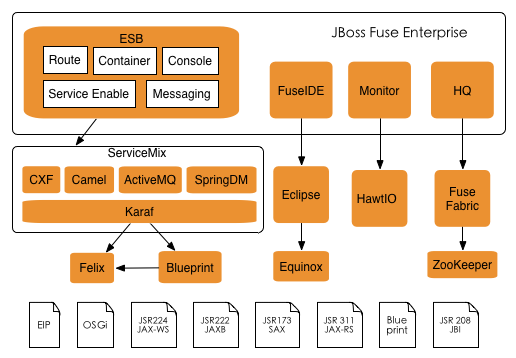 JBoss Fuse Enterprise
ESB
Route
Container
Console
Service Enable
Messaging
FuseIDE
Monitor
HQ
ServiceMix
CXF
Camel
ActiveMQ
SpringDM
Karaf
Eclipse
HawtIO
Fuse
Fabric
Felix
Blueprint
Equinox
ZooKeeper
EIP
OSGi
JSR224
JAX-WS
JSR222
JAXB
JSR173
SAX
JSR 311
JAX-RS
Blue
print
JSR 208
JBI